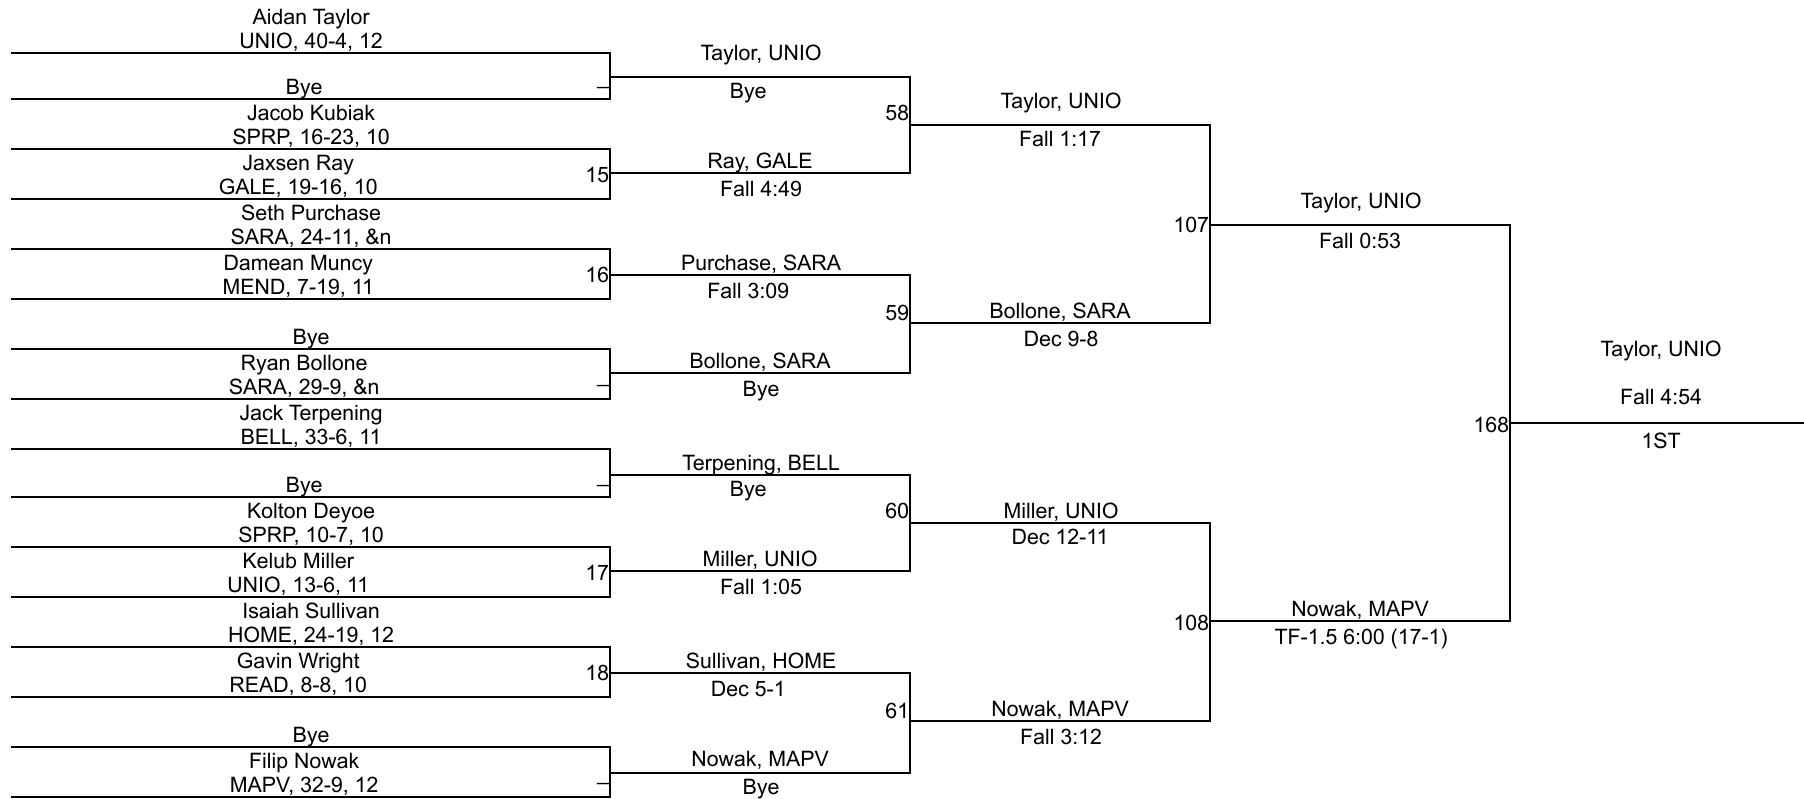 Aidan Taylor
UNIO, 40-4, 12
Bye
Jacob Kubiak
SPRP, 16-23, 10
Jaxsen Ray
GALE, 19-16, 10
Seth Purchase
SARA, 24-11, &n
Damean Muncy
MEND, 7-19, 11
Bye
Ryan Bollone
SARA, 29-9, &n
Jack Terpening
BELL, 33-6, 11
Bye
Kolton Deyoe
SPRP, 10-7, 10
Kelub Miller
UNIO, 13-6, 11
Isaiah Sullivan
HOME, 24-19, 12
Gavin Wright
READ, 8-8, 10
Bye
Filip Nowak
MAPV, 32-9, 12
15
16
17
18
Taylor, UNIO
Bye
Ray, GALE
Fall 4:49
Purchase, SARA
Fall 3:09
Bollone, SARA
Bye
Terpening, BELL
Bye
Miller, UNIO
Fall 1:05
Sullivan, HOME
Dec 5-1
Nowak, MAPV
Bye
58
59
60
61
Taylor, UNIO
Fall 1:17
Bollone, SARA
Dec 9-8
Miller, UNIO
Dec 12-11
Nowak, MAPV
Fall 3:12
107
108
Taylor, UNIO
Fall 0:53
Nowak, MAPV
TF-1.5 6:00 (17-1)
168
Taylor, UNIO
Fall 4:54
1ST